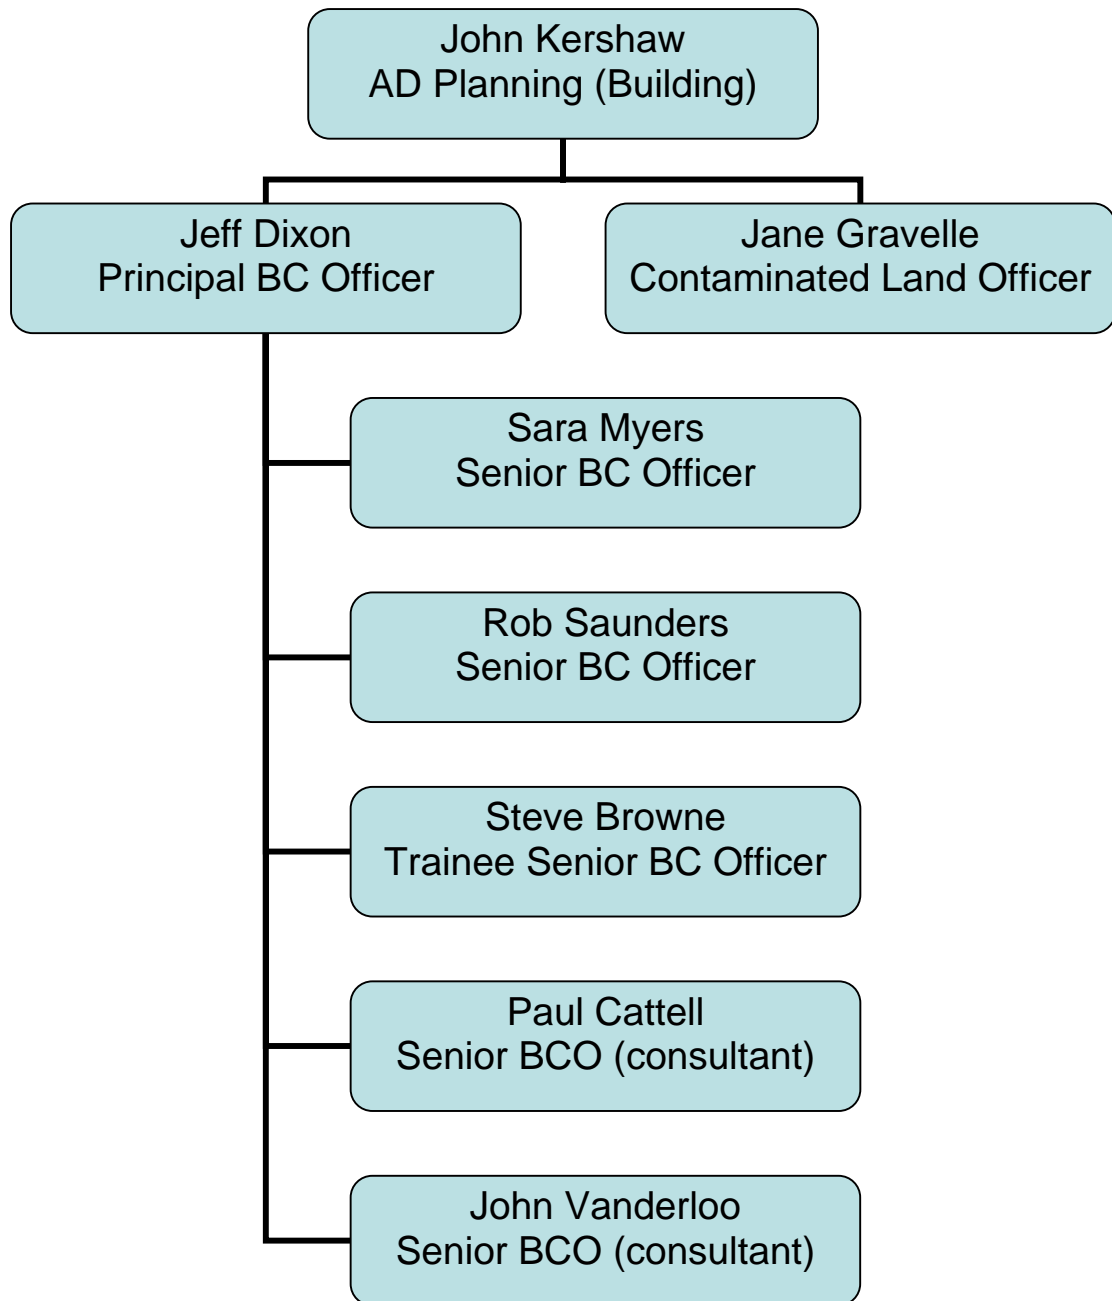 John Kershaw
AD Planning (Building)
Jeff Dixon
Principal BC Officer
Jane Gravelle
Contaminated Land Officer
Sara Myers
Senior BC Officer
Rob Saunders
Senior BC Officer
Steve Browne
Trainee Senior BC Officer
Paul Cattell
Senior BCO (consultant)
John Vanderloo
Senior BCO (consultant)